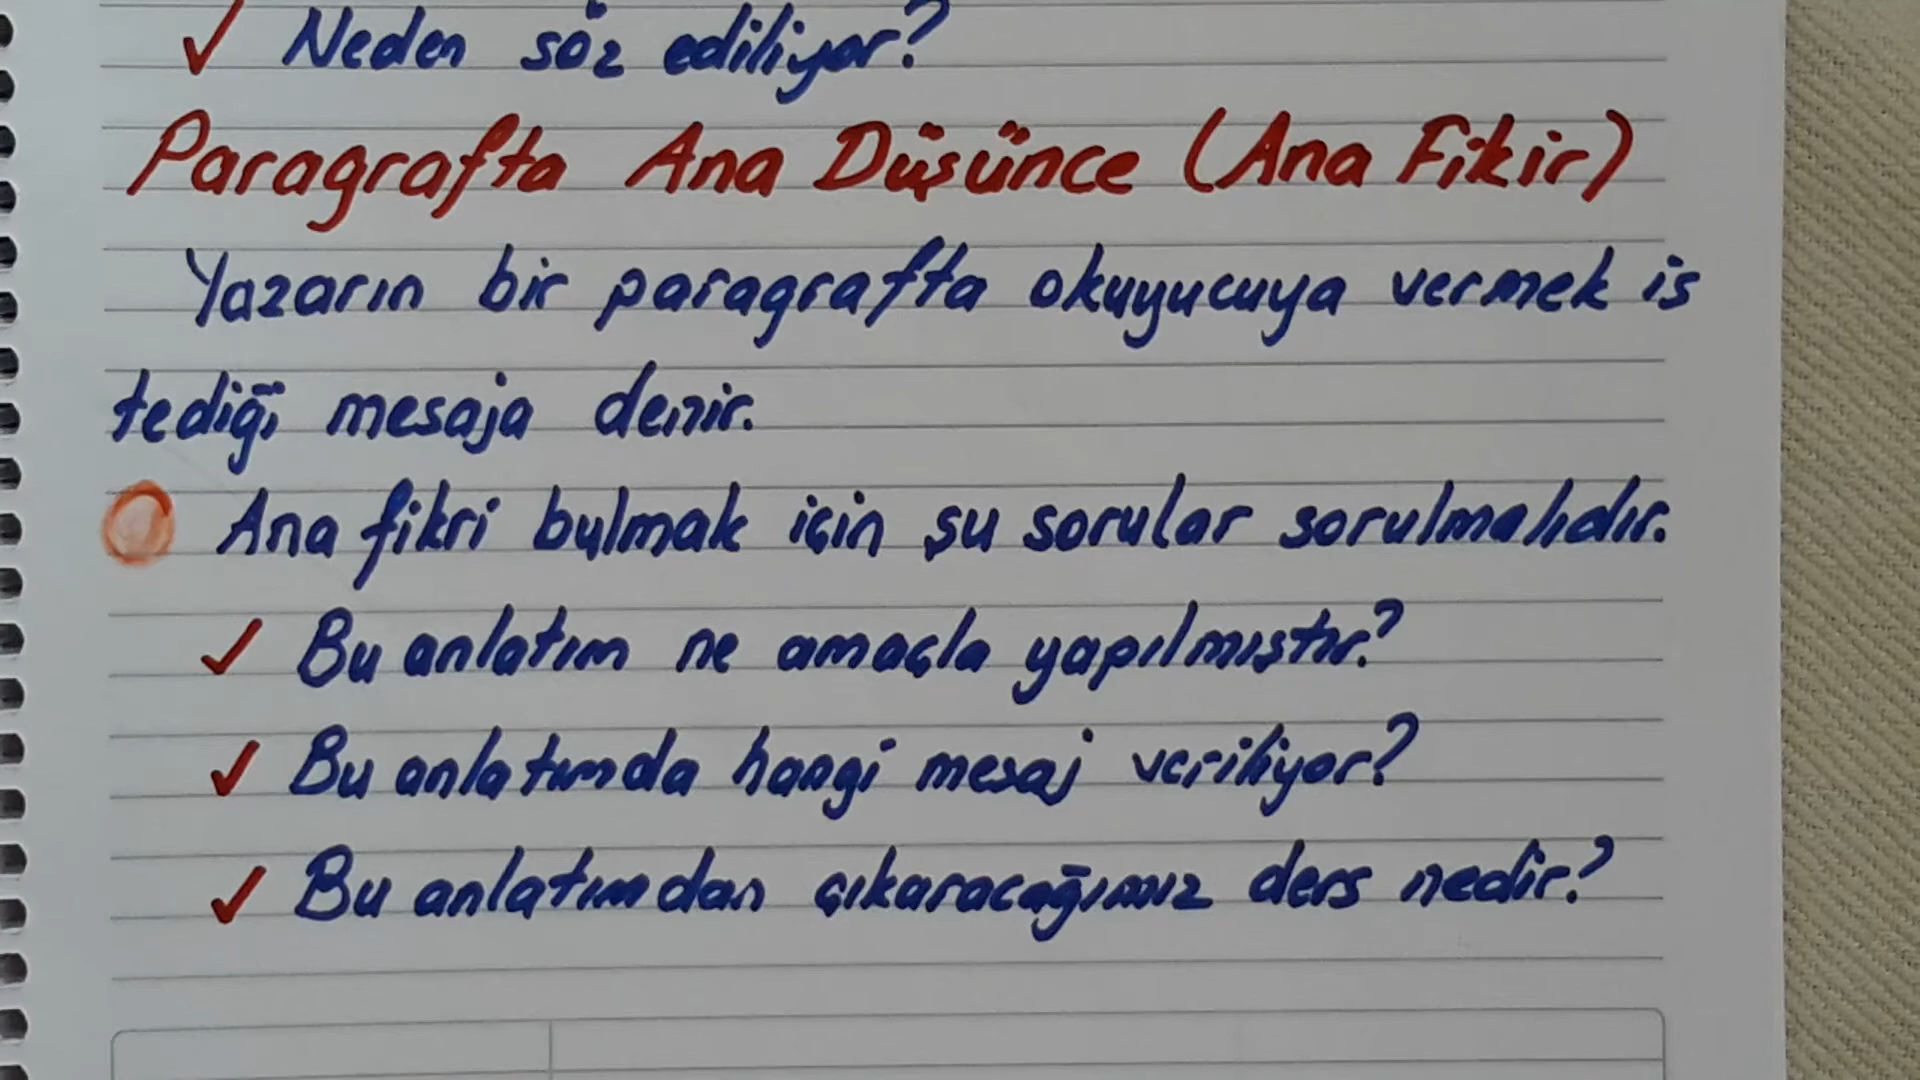 ✓ Neden söz ediliyor?
Paragrafta Ana Düşünce (Ana Fikir)
Yazarın bir paragrafta okuyucuya vermek is
tediği mesaja denir.
Ana fikri bulmak için şu sorular sorulmalıdır.
✓ Bu anlatım ne amaçla yapılmıştır?
✓ Bu anlatımda hangi mesaj veriliyor?
✓ Bu anlatımdan çıkaracağımız ders nedir?